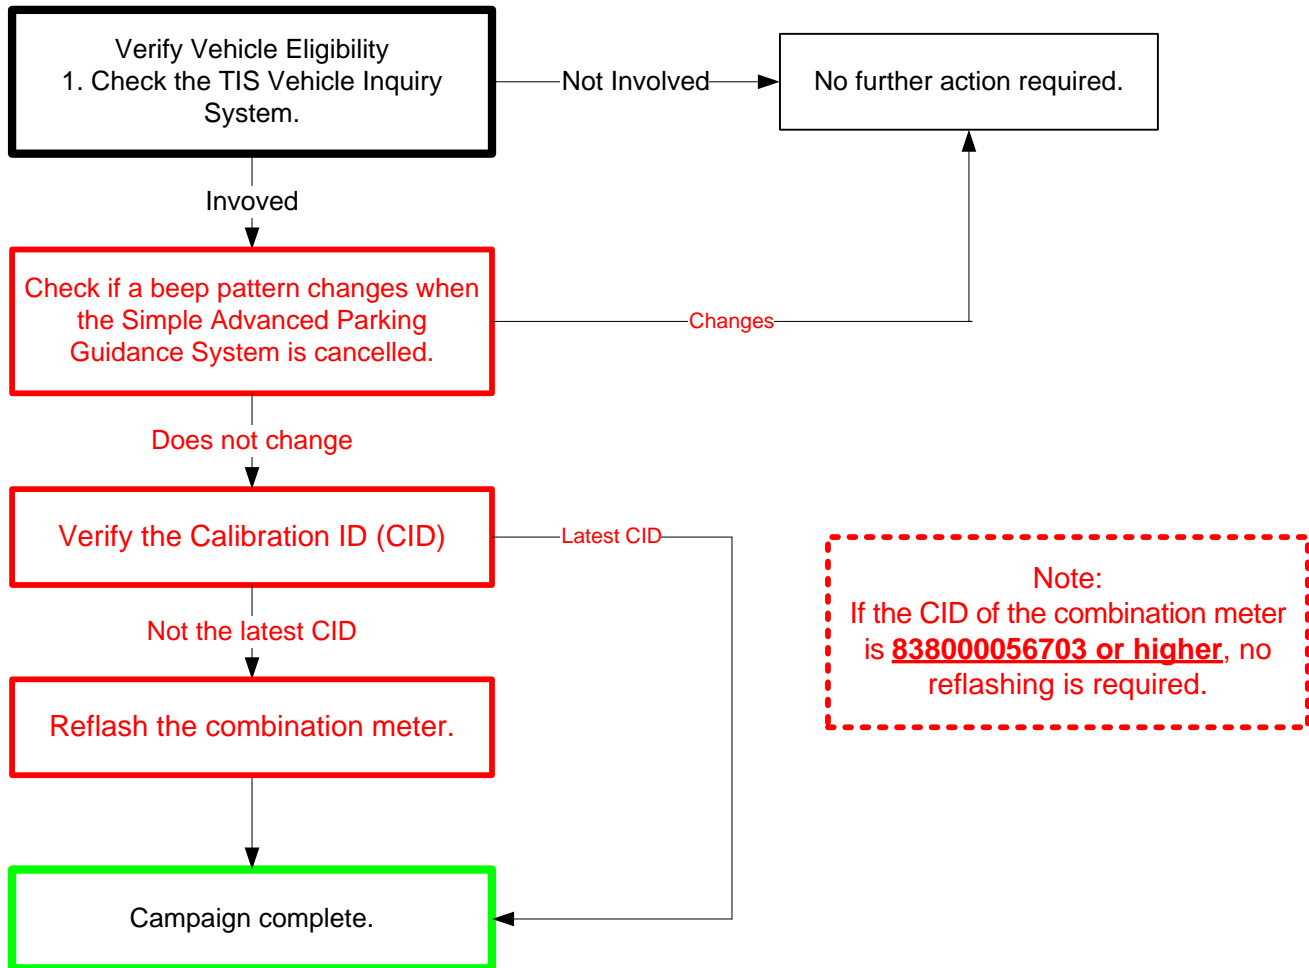 Verify Vehicle Eligibility
1. Check the TIS Vehicle Inquiry
System.
Not Involved
No further action required.
Invoved
Check if a beep pattern changes when
the Simple Advanced Parking
Guidance System is cancelled.
Changes
Does not change
Verify the Calibration ID (CID)
Latest CID
Note:
If the CID of the combination meter
is 838000056703 or higher, no
reflashing is required.
Not the latest CID
Reflash the combination meter.
Campaign complete.